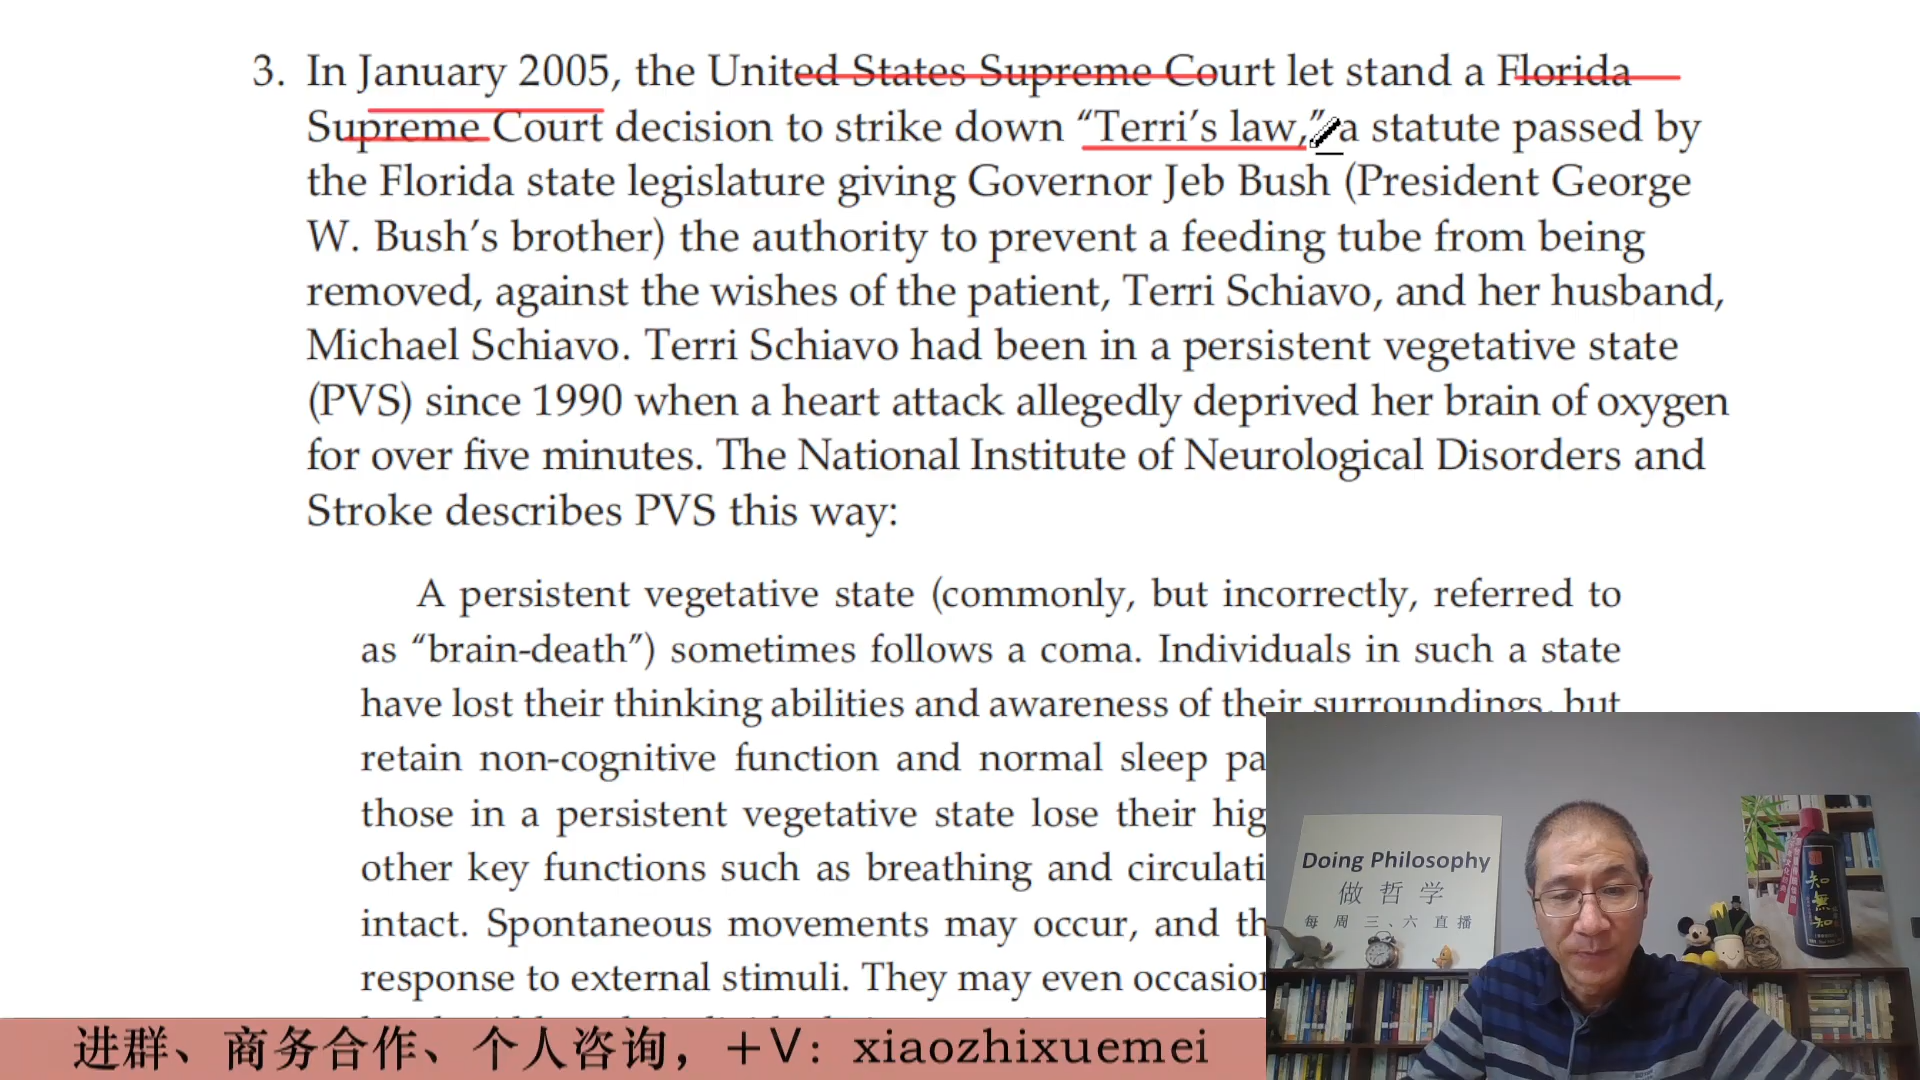 3. In January 2005, the United States Supreme Court let stand a Florida
Supreme Court decision to strike down “Terri’s law,” a statute passed by
the Florida state legislature giving Governor Jeb Bush (President George
W. Bush’s brother) the authority to prevent a feeding tube from being
removed, against the wishes of the patient, Terri Schiavo, and her husband,
Michael Schiavo. Terri Schiavo had been in a persistent vegetative state
(PVS) since 1990 when a heart attack allegedly deprived her brain of oxygen
for over five minutes. The National Institute of Neurological Disorders and
Stroke describes PVS this way:
A persistent vegetative state (commonly, but incorrectly, referred to
as “brain-death”) sometimes follows a coma. Individuals in such a state
have lost their thinking abilities and awareness of their surroundings, but
retain non-cognitive function and normal sleep pa
those in a persistent vegetative state lose their hig
other key functions such as breathing and circulati
intact. Spontaneous movements may occur, and th
response to external stimuli. They may even occasion
Doing Philosophy
做哲学
每周三、六直播
知
無
知
进群、商务合作、个人咨询，+V：xiaozhixuemei